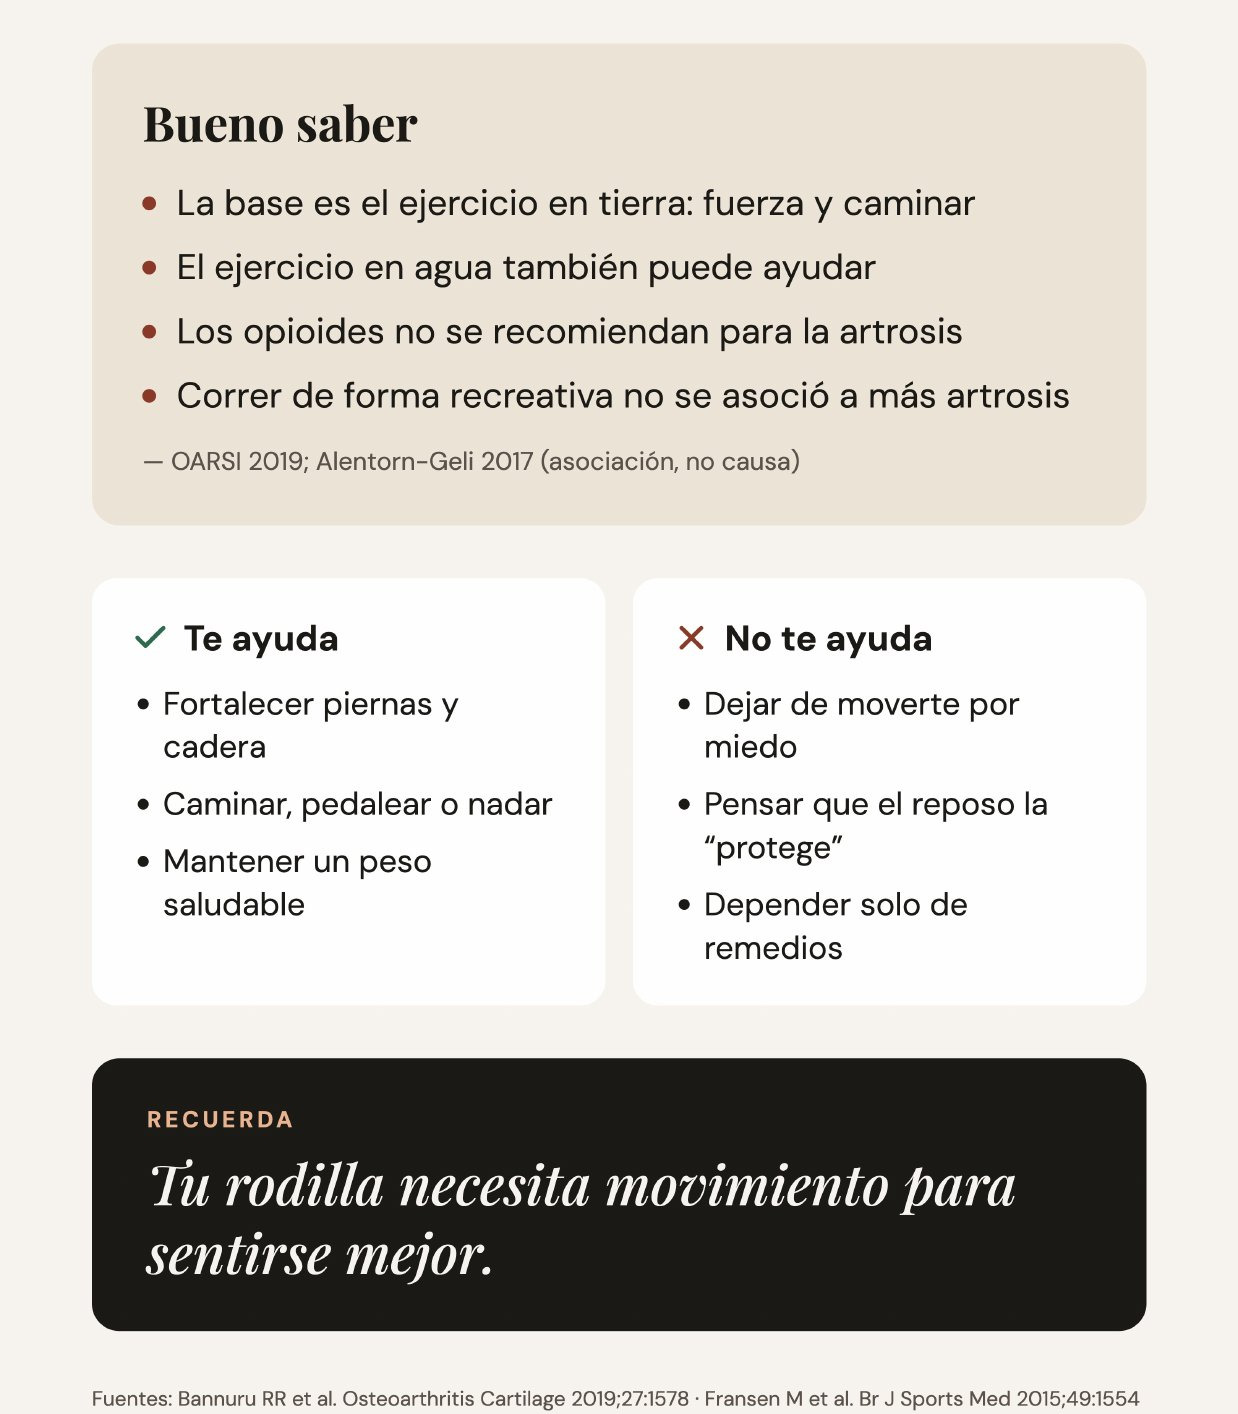 Bueno saber
• La base es el ejercicio en tierra: fuerza y caminar
• El ejercicio en agua también puede ayudar
• Los opioides no se recomiendan para la artrosis
• Correr de forma recreativa no se asoció a más artrosis
— OARSI 2019; Alentorn-Geli 2017 (asociación, no causa)
✓ Te ayuda
• Fortalecer piernas y
cadera
• Caminar, pedalear o nadar
• Mantener un peso
saludable
✕ No te ayuda
• Dejar de moverte por
miedo
• Pensar que el reposo la
“protege”
• Depender solo de
remedios
RECUERDA
Tu rodilla necesita movimiento para
sentirse mejor.
Fuentes: Bannuru RR et al. Osteoarthritis Cartilage 2019;27:1578 · Fransen M et al. Br J Sports Med 2015;49:1554